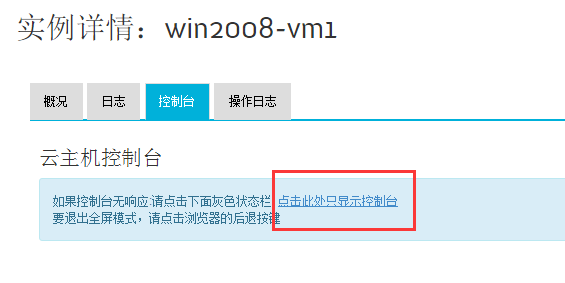 实例详情：win2008-vm1
概况 日志 控制台 操作日志
云主机控制台
如果控制台无响应:请点击下面灰色状态栏 点击此处只显示控制台
要退出全屏模式，请点击浏览器的后退按键